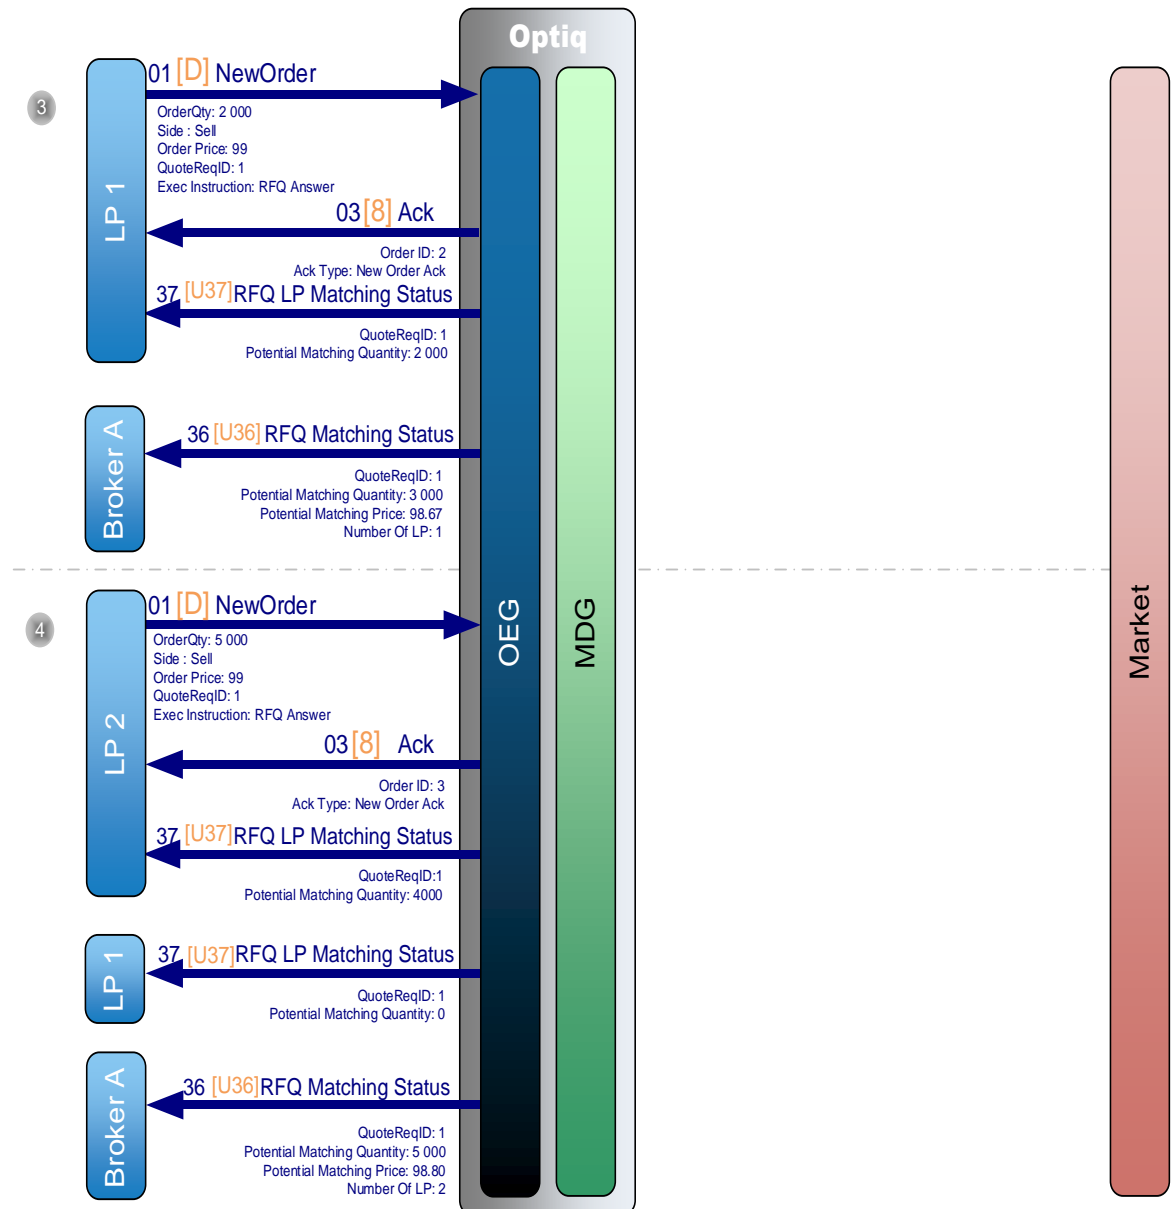 Optiq
3
LP 1
01 [D] NewOrder
OrderQty: 2 000
Side : Sell
Order Price: 99
QuoteReqID: 1
Exec Instruction: RFQ Answer
03 [8] Ack
Order ID: 2
Ack Type: New Order Ack
37 [U37] RFQ LP Matching Status
QuoteReqID: 1
Potential Matching Quantity: 2 000
Broker A
36 [U36] RFQ Matching Status
QuoteReqID: 1
Potential Matching Quantity: 3 000
Potential Matching Price: 98.67
Number Of LP: 1
OEG
MDG
Market
4
LP 2
01 [D] NewOrder
OrderQty: 5 000
Side : Sell
Order Price: 99
QuoteReqID: 1
Exec Instruction: RFQ Answer
03 [8] Ack
Order ID: 3
Ack Type: New Order Ack
37 [U37] RFQ LP Matching Status
QuoteReqID:1
Potential Matching Quantity: 4000
LP 1
37 [U37] RFQ LP Matching Status
QuoteReqID: 1
Potential Matching Quantity: 0
Broker A
36 [U36] RFQ Matching Status
QuoteReqID: 1
Potential Matching Quantity: 5 000
Potential Matching Price: 98.80
Number Of LP: 2